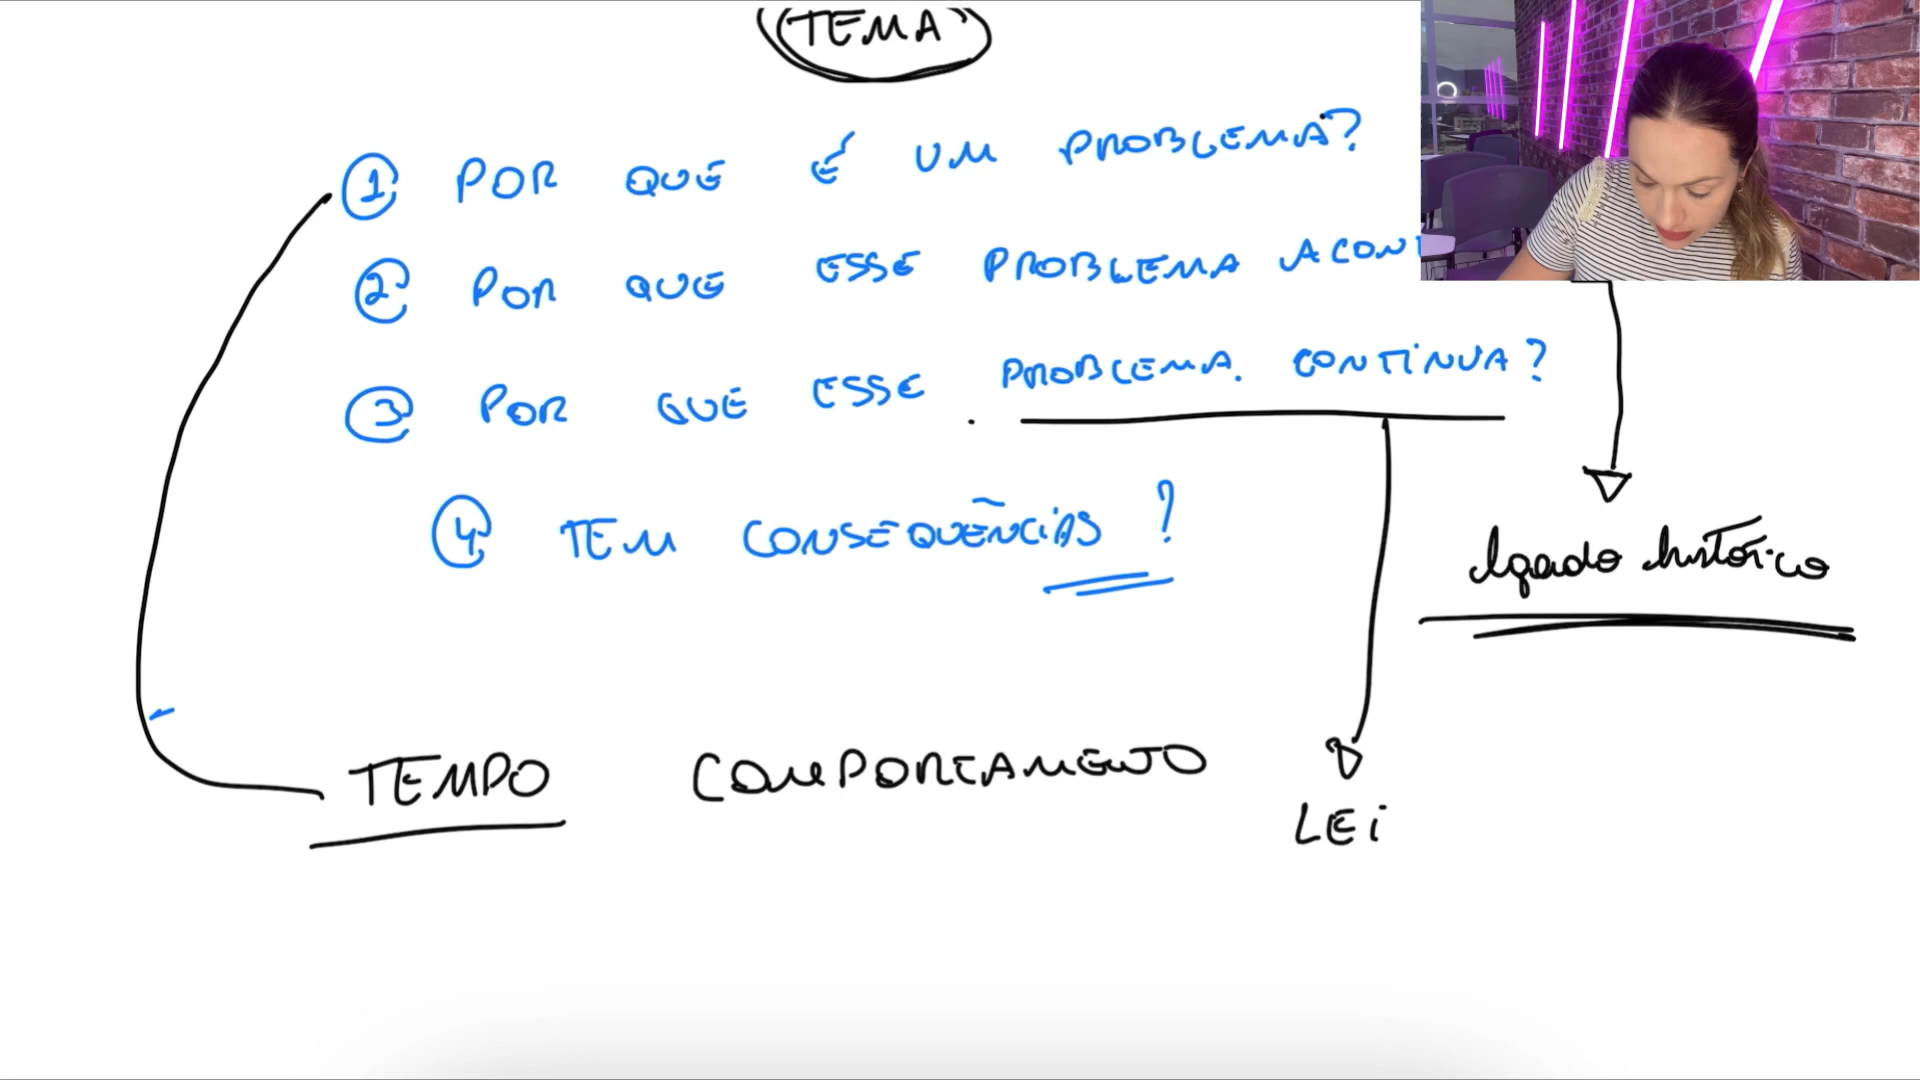 TEMA
1 POR QUE É UM PROBLEMA?
2 POR QUE ESSE PROBLEMA ACONT
3 POR QUE ESSE PROBLEMA CONTINUA?
4 TEM CONSEQUÊNCIAS?
legado histórico
TEMPO COMPORTAMENTO
LEI